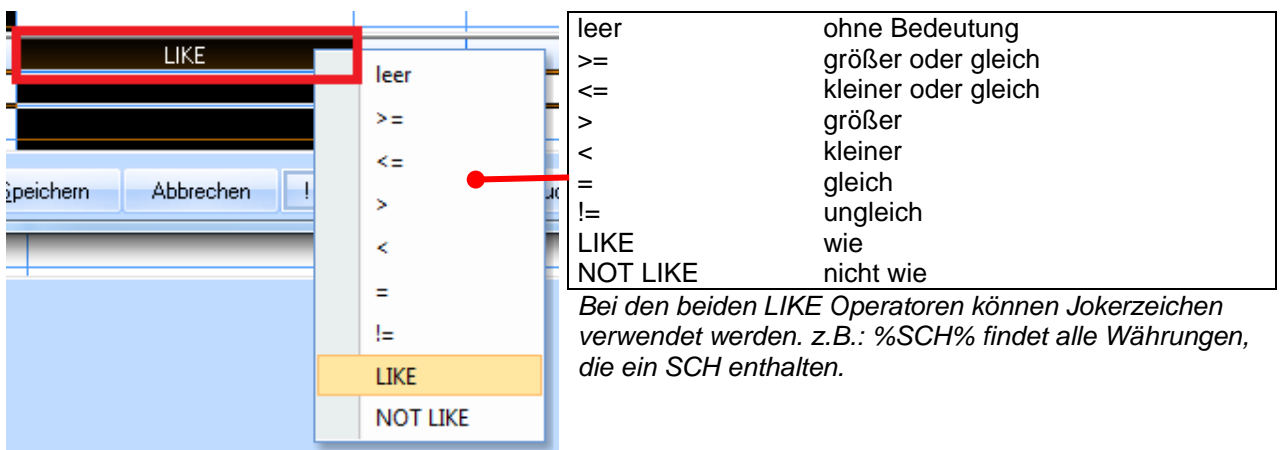 LIKE
leer
>=
<=
>
<
=
!=
LIKE
NOT LIKE
Speichern Abbrechen !
leer ohne Bedeutung
>= größer oder gleich
<= kleiner oder gleich
> größer
< kleiner
= gleich
!= ungleich
LIKE wie
NOT LIKE nicht wie
Bei den beiden LIKE Operatoren können Jokerzeichen
verwendet werden. z.B.: %SCH% findet alle Währungen,
die ein SCH enthalten.